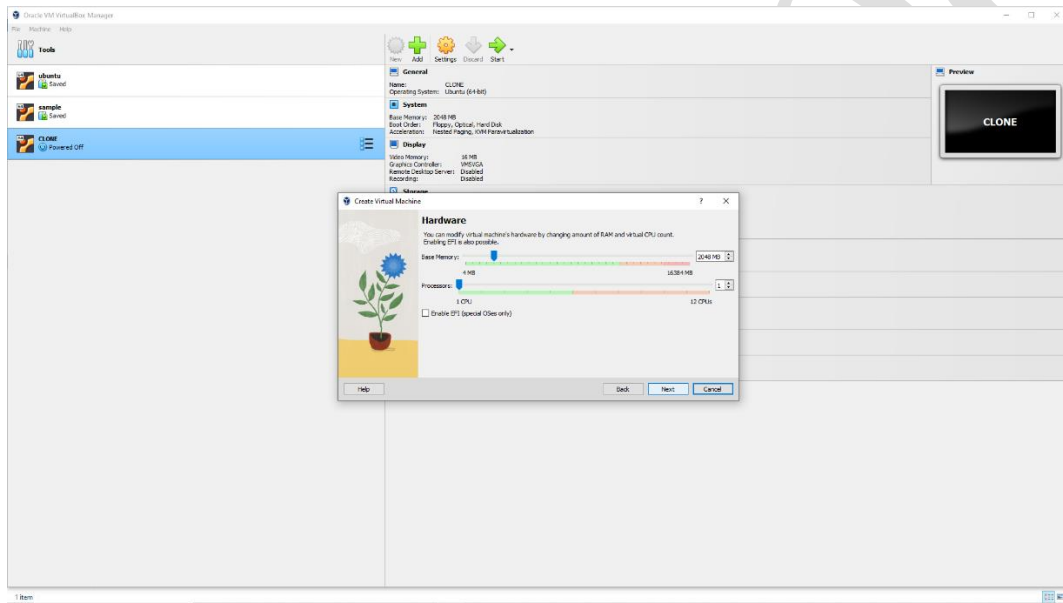 Oracle VM VirtualBox Manager
File Machine Help
Tools
New Add Settings Discard Start
ubuntu
Saved
sample
Saved
CLONE
Powered Off
General
Name: CLONE
Operating System: Ubuntu (64-bit)
System
Base Memory: 2048 MB
Boot Order: Floppy, Optical, Hard Disk
Acceleration: Nested Paging, KVM Paravirtualization
Display
Video Memory: 16 MB
Graphics Controller: VMSVGA
Remote Desktop Server: Disabled
Recording: Disabled
Storage
Preview
CLONE
Create Virtual Machine ?
Hardware
You can modify virtual machine's hardware by changing amount of RAM and virtual CPU count.
Enabling EFI is also possible.
Base Memory: 2048 MB
4 MB 16384 MB
Processors: 1
1 CPU 12 CPUs
Enable EFI (special OSes only)
Help Back Next Cancel
1 item